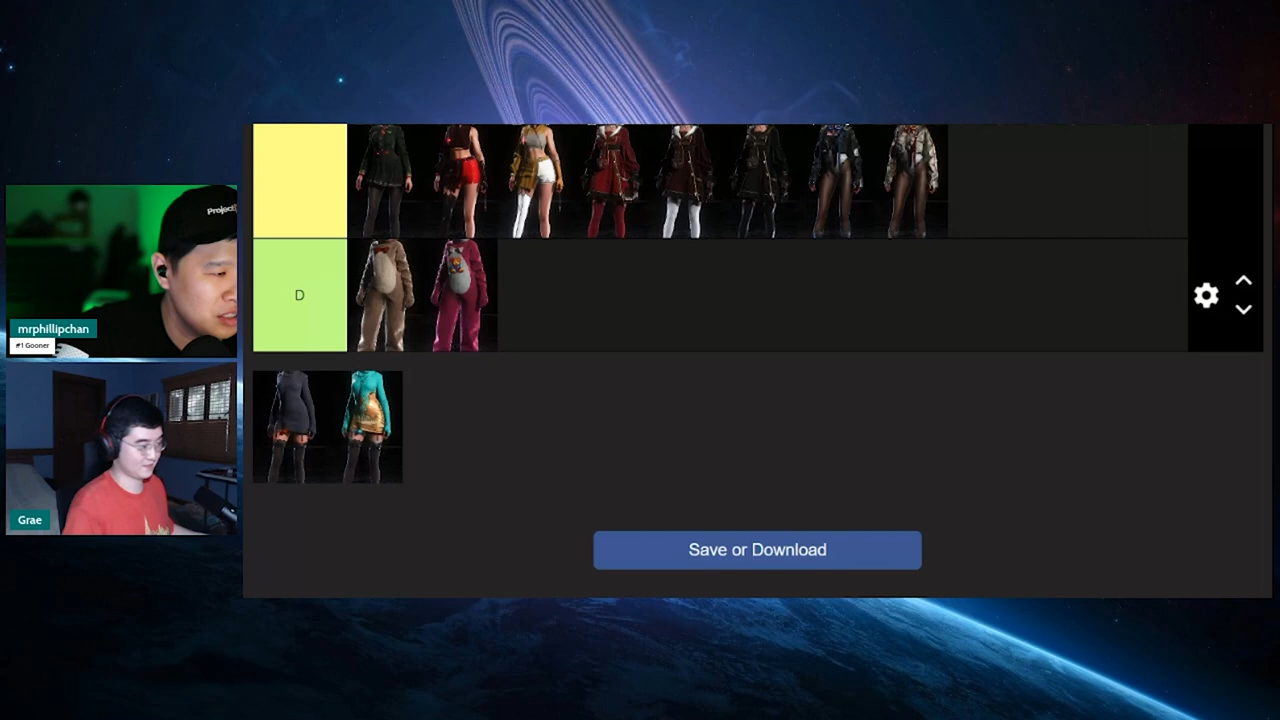 Project
mrphillipchan
#1 Gooner
Grae
D
Save or Download